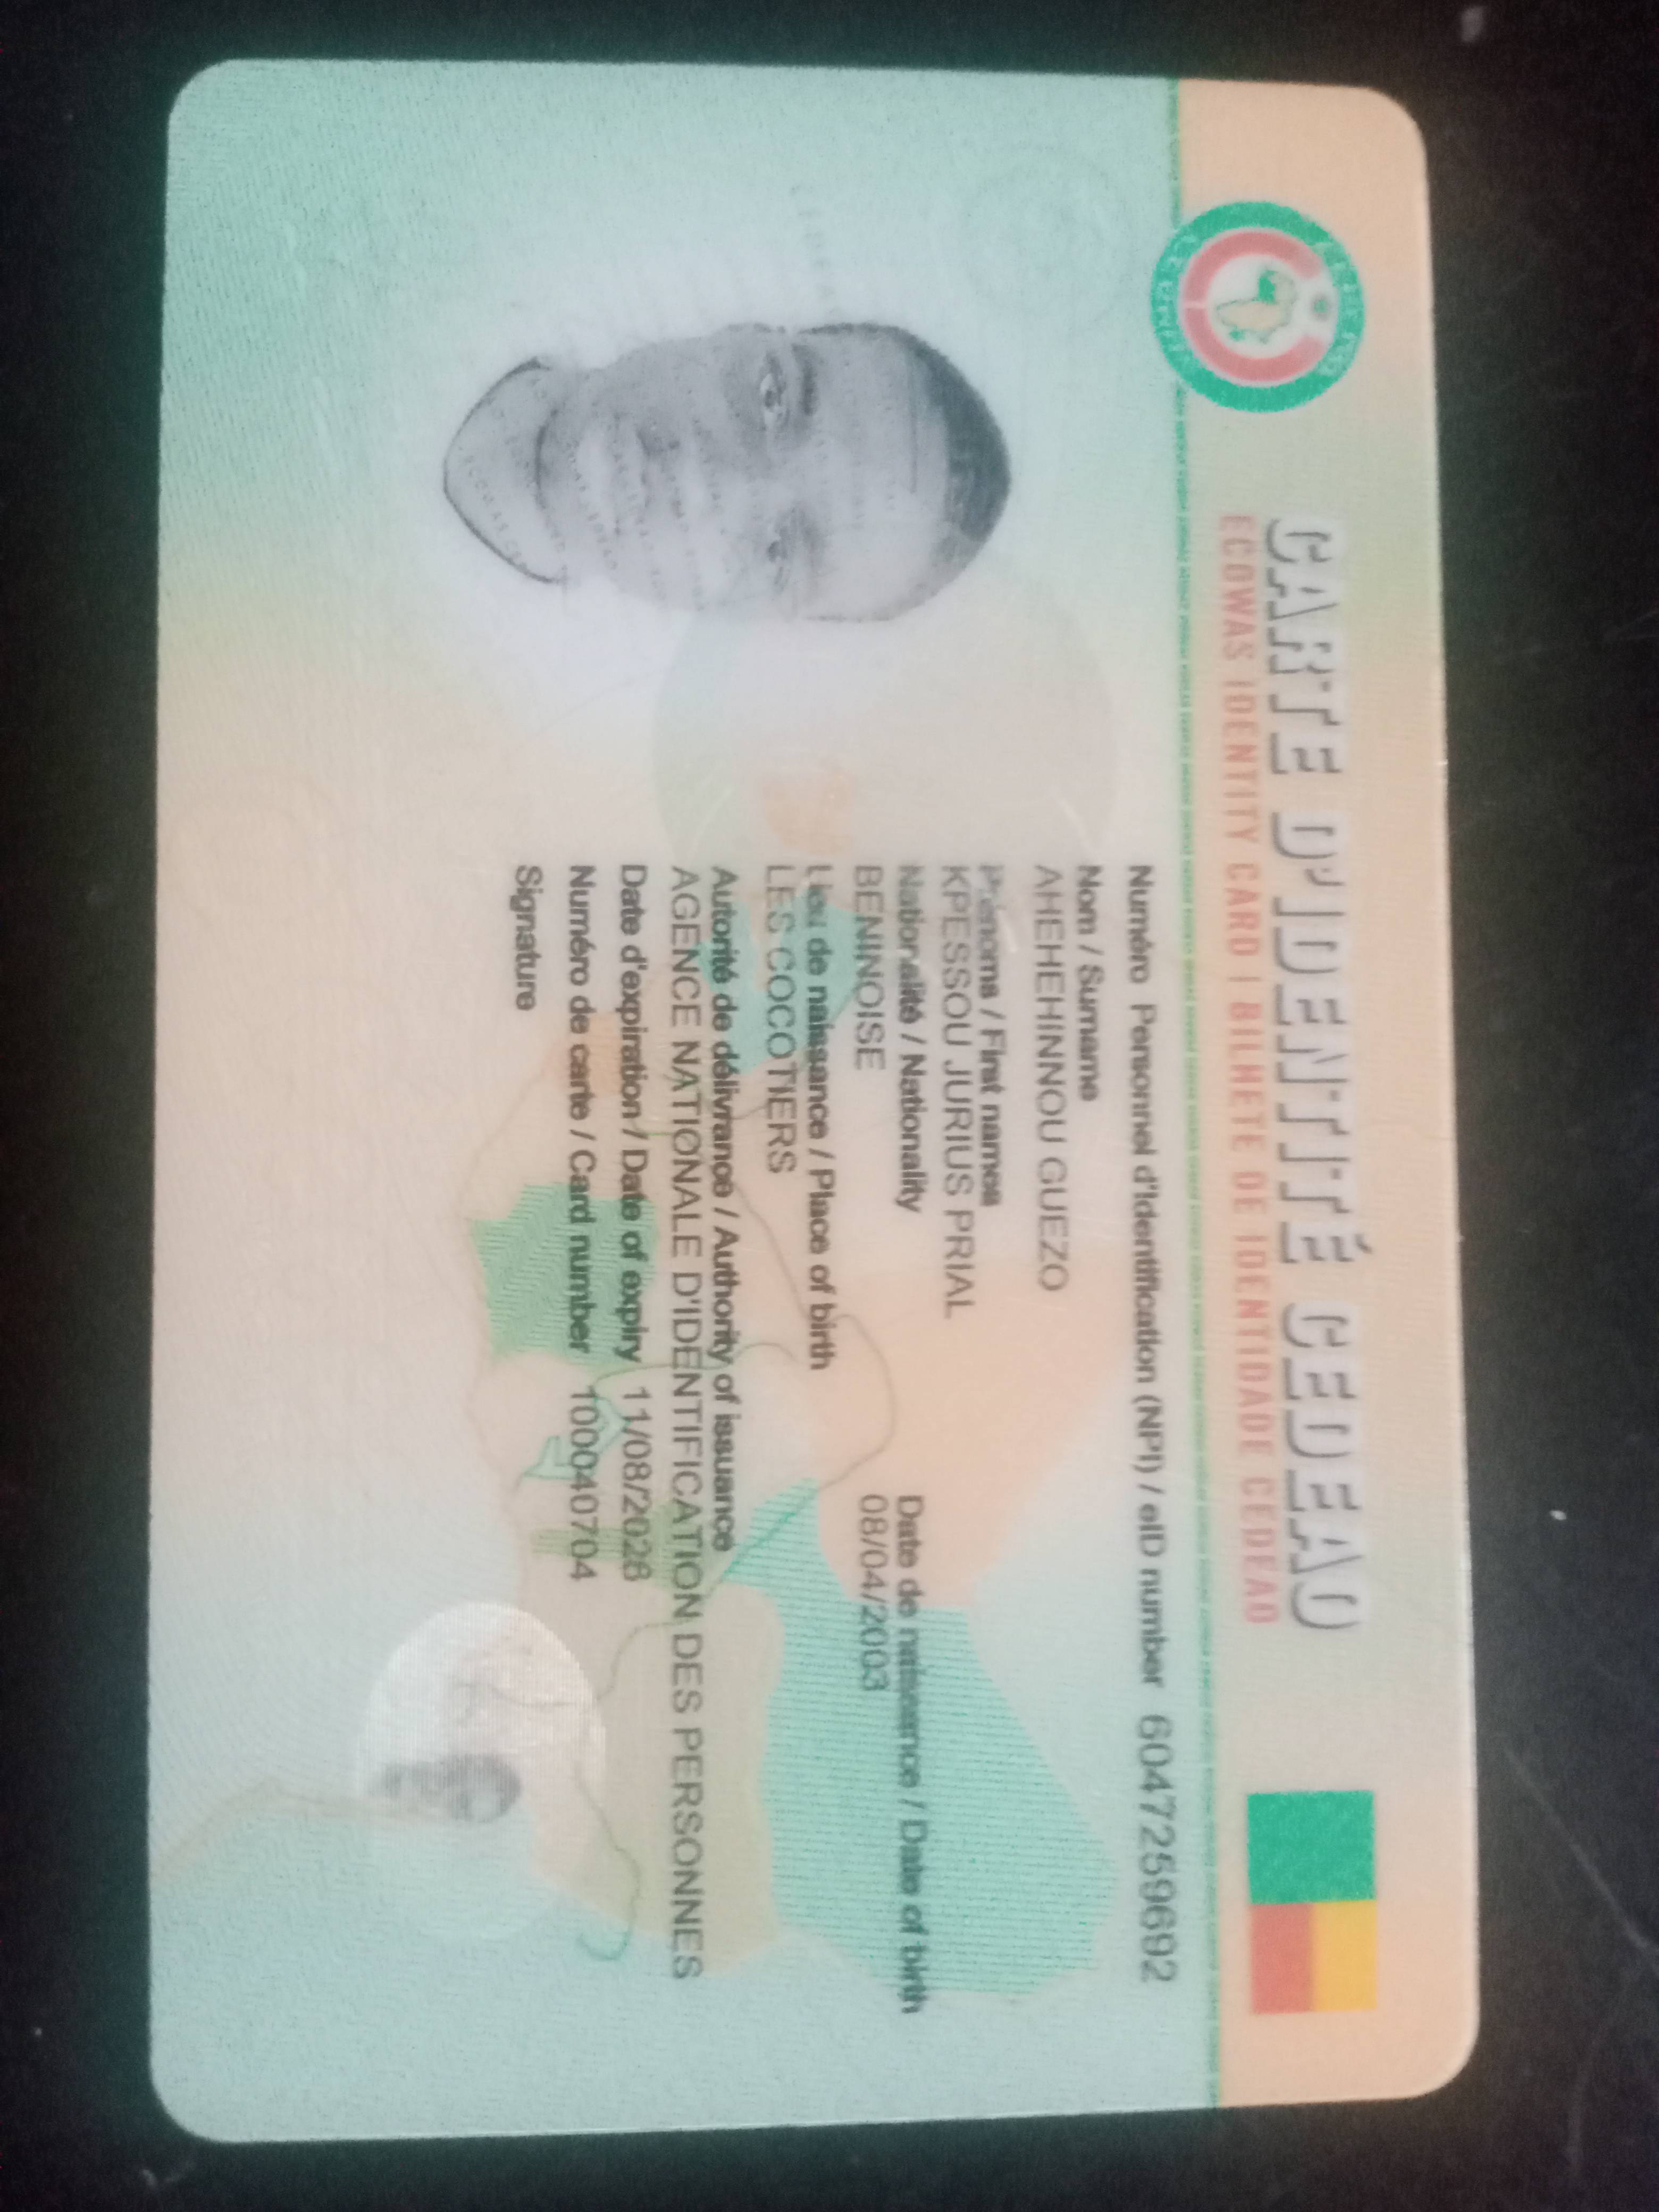 CARTE D'IDENTITÉ CEDEAO
ECOWAS IDENTITY CARD | BILHETE DE IDENTIDADE CEDEAO
Numéro Personnel d'Identification (NPI) / eID number 6047259692
Nom / Surname
AHEHEHINNOU GUEZO
Prénoms / First names
KPESSOU JURIUS PRIAL
Nationalité / Nationality Date de naissance / Date of birth
BENINOISE 08/04/2003
Lieu de naissance / Place of birth
LES COCOTIERS
Autorité de délivrance / Authority of issuance
AGENCE NATIONALE D'IDENTIFICATION DES PERSONNES
Date d'expiration / Date of expiry 11/08/2028
Numéro de carte / Card number 100040704
Signature